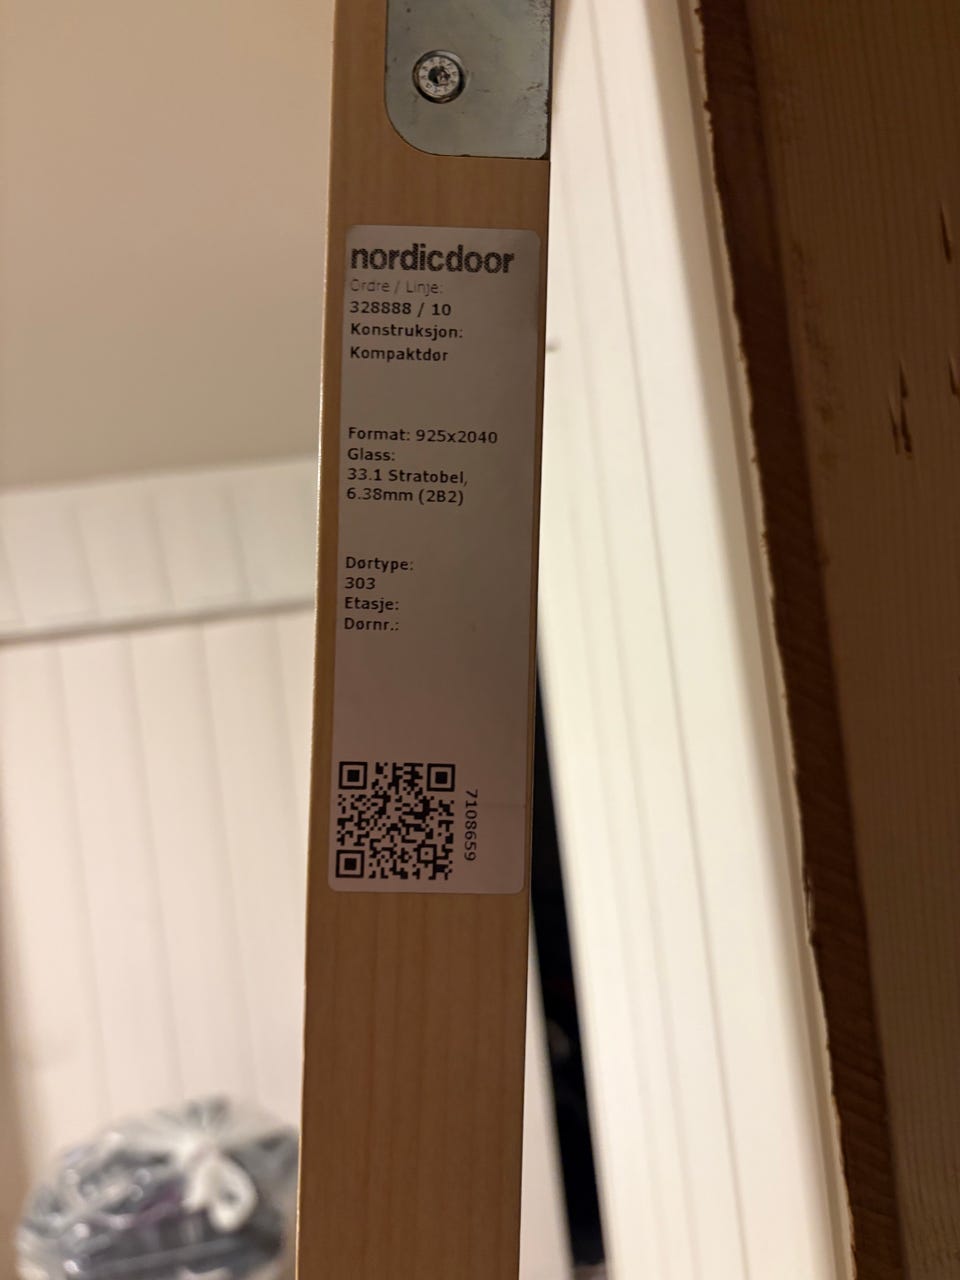 nordicdoor
Ordre / Linje:
328888 / 10
Konstruksjon:
Kompaktdør
Format: 925x2040
Glass:
33.1 Stratobel,
6.38mm (2B2)
Dørtype:
303
Etasje:
Dørnr.:
7108659